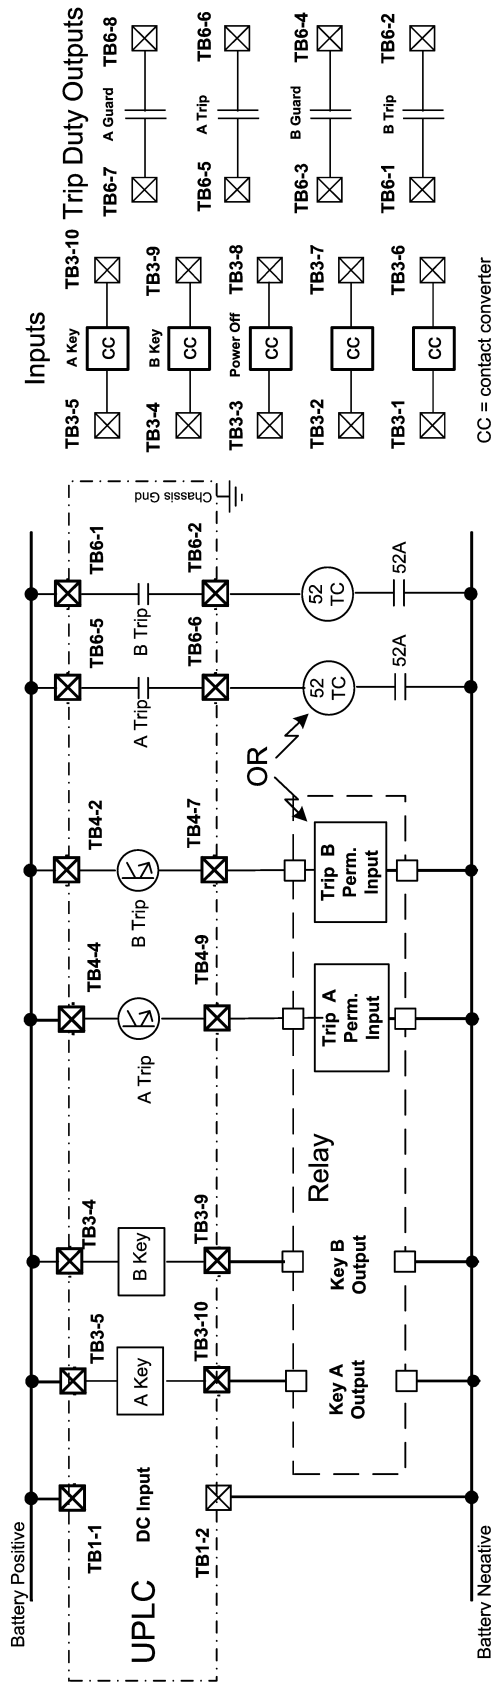 Battery Positive
UPLC
TB1-1
DC Input
TB1-2
TB3-5
A Key
TB3-10
TB3-4
B Key
TB3-9
TB4-4
A Trip
TB4-9
TB4-2
B Trip
TB4-7
TB6-5
A Trip
TB6-6
TB6-1
B Trip
TB6-2
Chassis Gnd
Relay
Key A
Output
Key B
Output
Trip A
Perm.
Input
Trip B
Perm.
Input
OR
52
TC
52A
52
TC
52A
Battery Negative
Inputs
TB3-5
A Key
CC
TB3-10
TB3-4
B Key
CC
TB3-9
TB3-3
Power Off
CC
TB3-8
TB3-2
CC
TB3-7
TB3-1
CC
TB3-6
CC = contact converter
Trip Duty Outputs
TB6-7
A Guard
TB6-8
TB6-5
A Trip
TB6-6
TB6-3
B Guard
TB6-4
TB6-1
B Trip
TB6-2